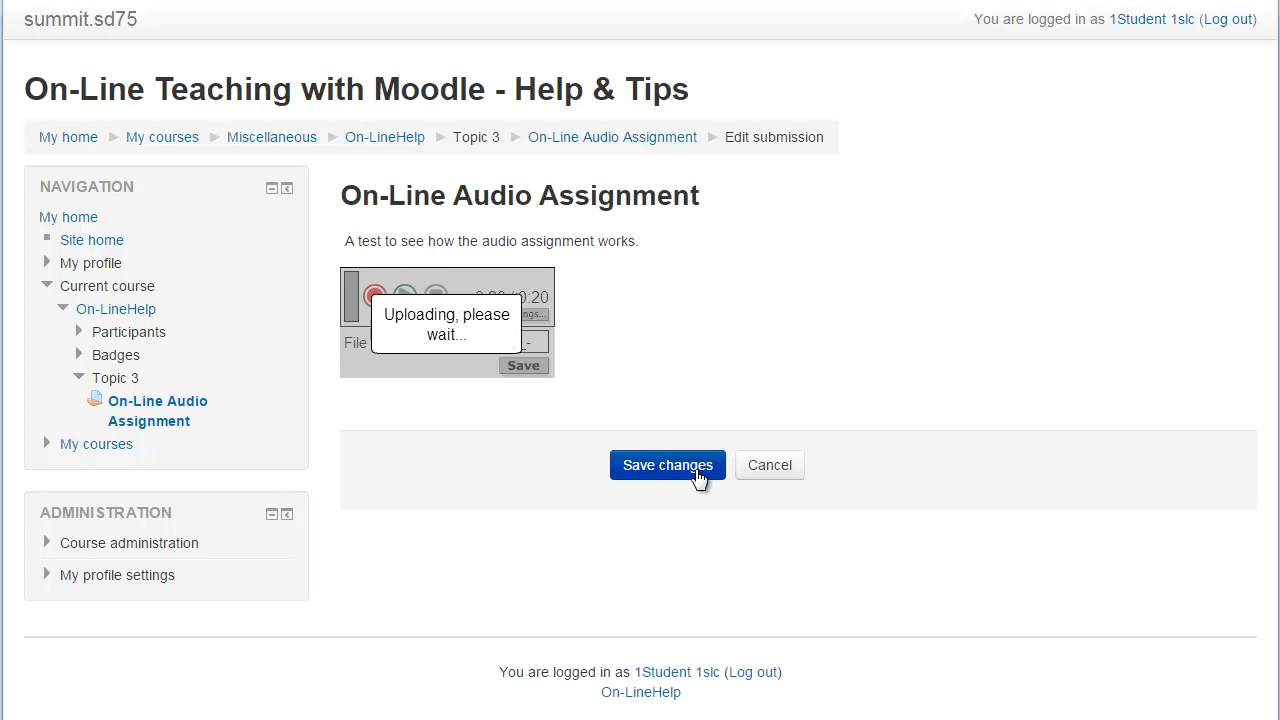 summit.sd75
You are logged in as 1Student 1slc (Log out)
On-Line Teaching with Moodle - Help & Tips
My home My courses Miscellaneous On-LineHelp Topic 3 On-Line Audio Assignment Edit submission
NAVIGATION
My home
Site home
My profile
Current course
On-LineHelp
Participants
Badges
Topic 3
On-Line Audio
Assignment
My courses
ADMINISTRATION
Course administration
My profile settings
On-Line Audio Assignment
A test to see how the audio assignment works.
0:20
Uploading, please
wait...
File
Save
Save changes
Cancel
You are logged in as 1Student 1slc (Log out)
On-LineHelp